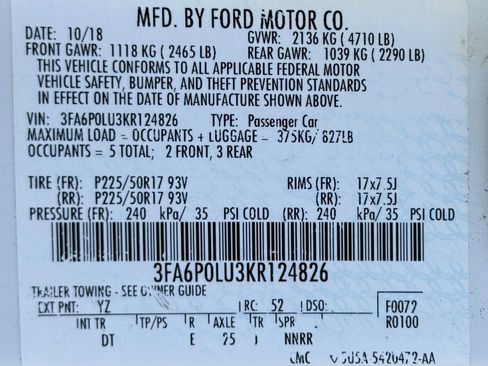 MFD. BY FORD MOTOR CO.
DATE: 10/18 GVWR: 2136 KG (4710 LB)
FRONT GAWR: 1118 KG (2465 LB) REAR GAWR: 1039 KG (2290 LB)
THIS VEHICLE CONFORMS TO ALL APPLICABLE FEDERAL MOTOR
VEHICLE SAFETY, BUMPER, AND THEFT PREVENTION STANDARDS
IN EFFECT ON THE DATE OF MANUFACTURE SHOWN ABOVE.
VIN: 3FA6P0LU3KR124826 TYPE: Passenger Car
MAXIMUM LOAD = OCCUPANTS + LUGGAGE = 375KG/ 827LB
OCCUPANTS = 5 TOTAL; 2 FRONT, 3 REAR
TIRE (FR): P225/50R17 93V RIMS (FR): 17x7.5J
(RR): P225/50R17 93V (RR): 17x7.5J
PRESSURE (FR): 240 kPa/ 35 PSI COLD (RR): 240 kPa/ 35 PSI COLD
3FA6P0LU3KR124826
TRAILER TOWING - SEE OWNER GUIDE
EXT PNT: YZ RC: 52 DSO: F0072
INT TR TP/PS R AXLE TR SPR R0100
DT E 25 J NNRR